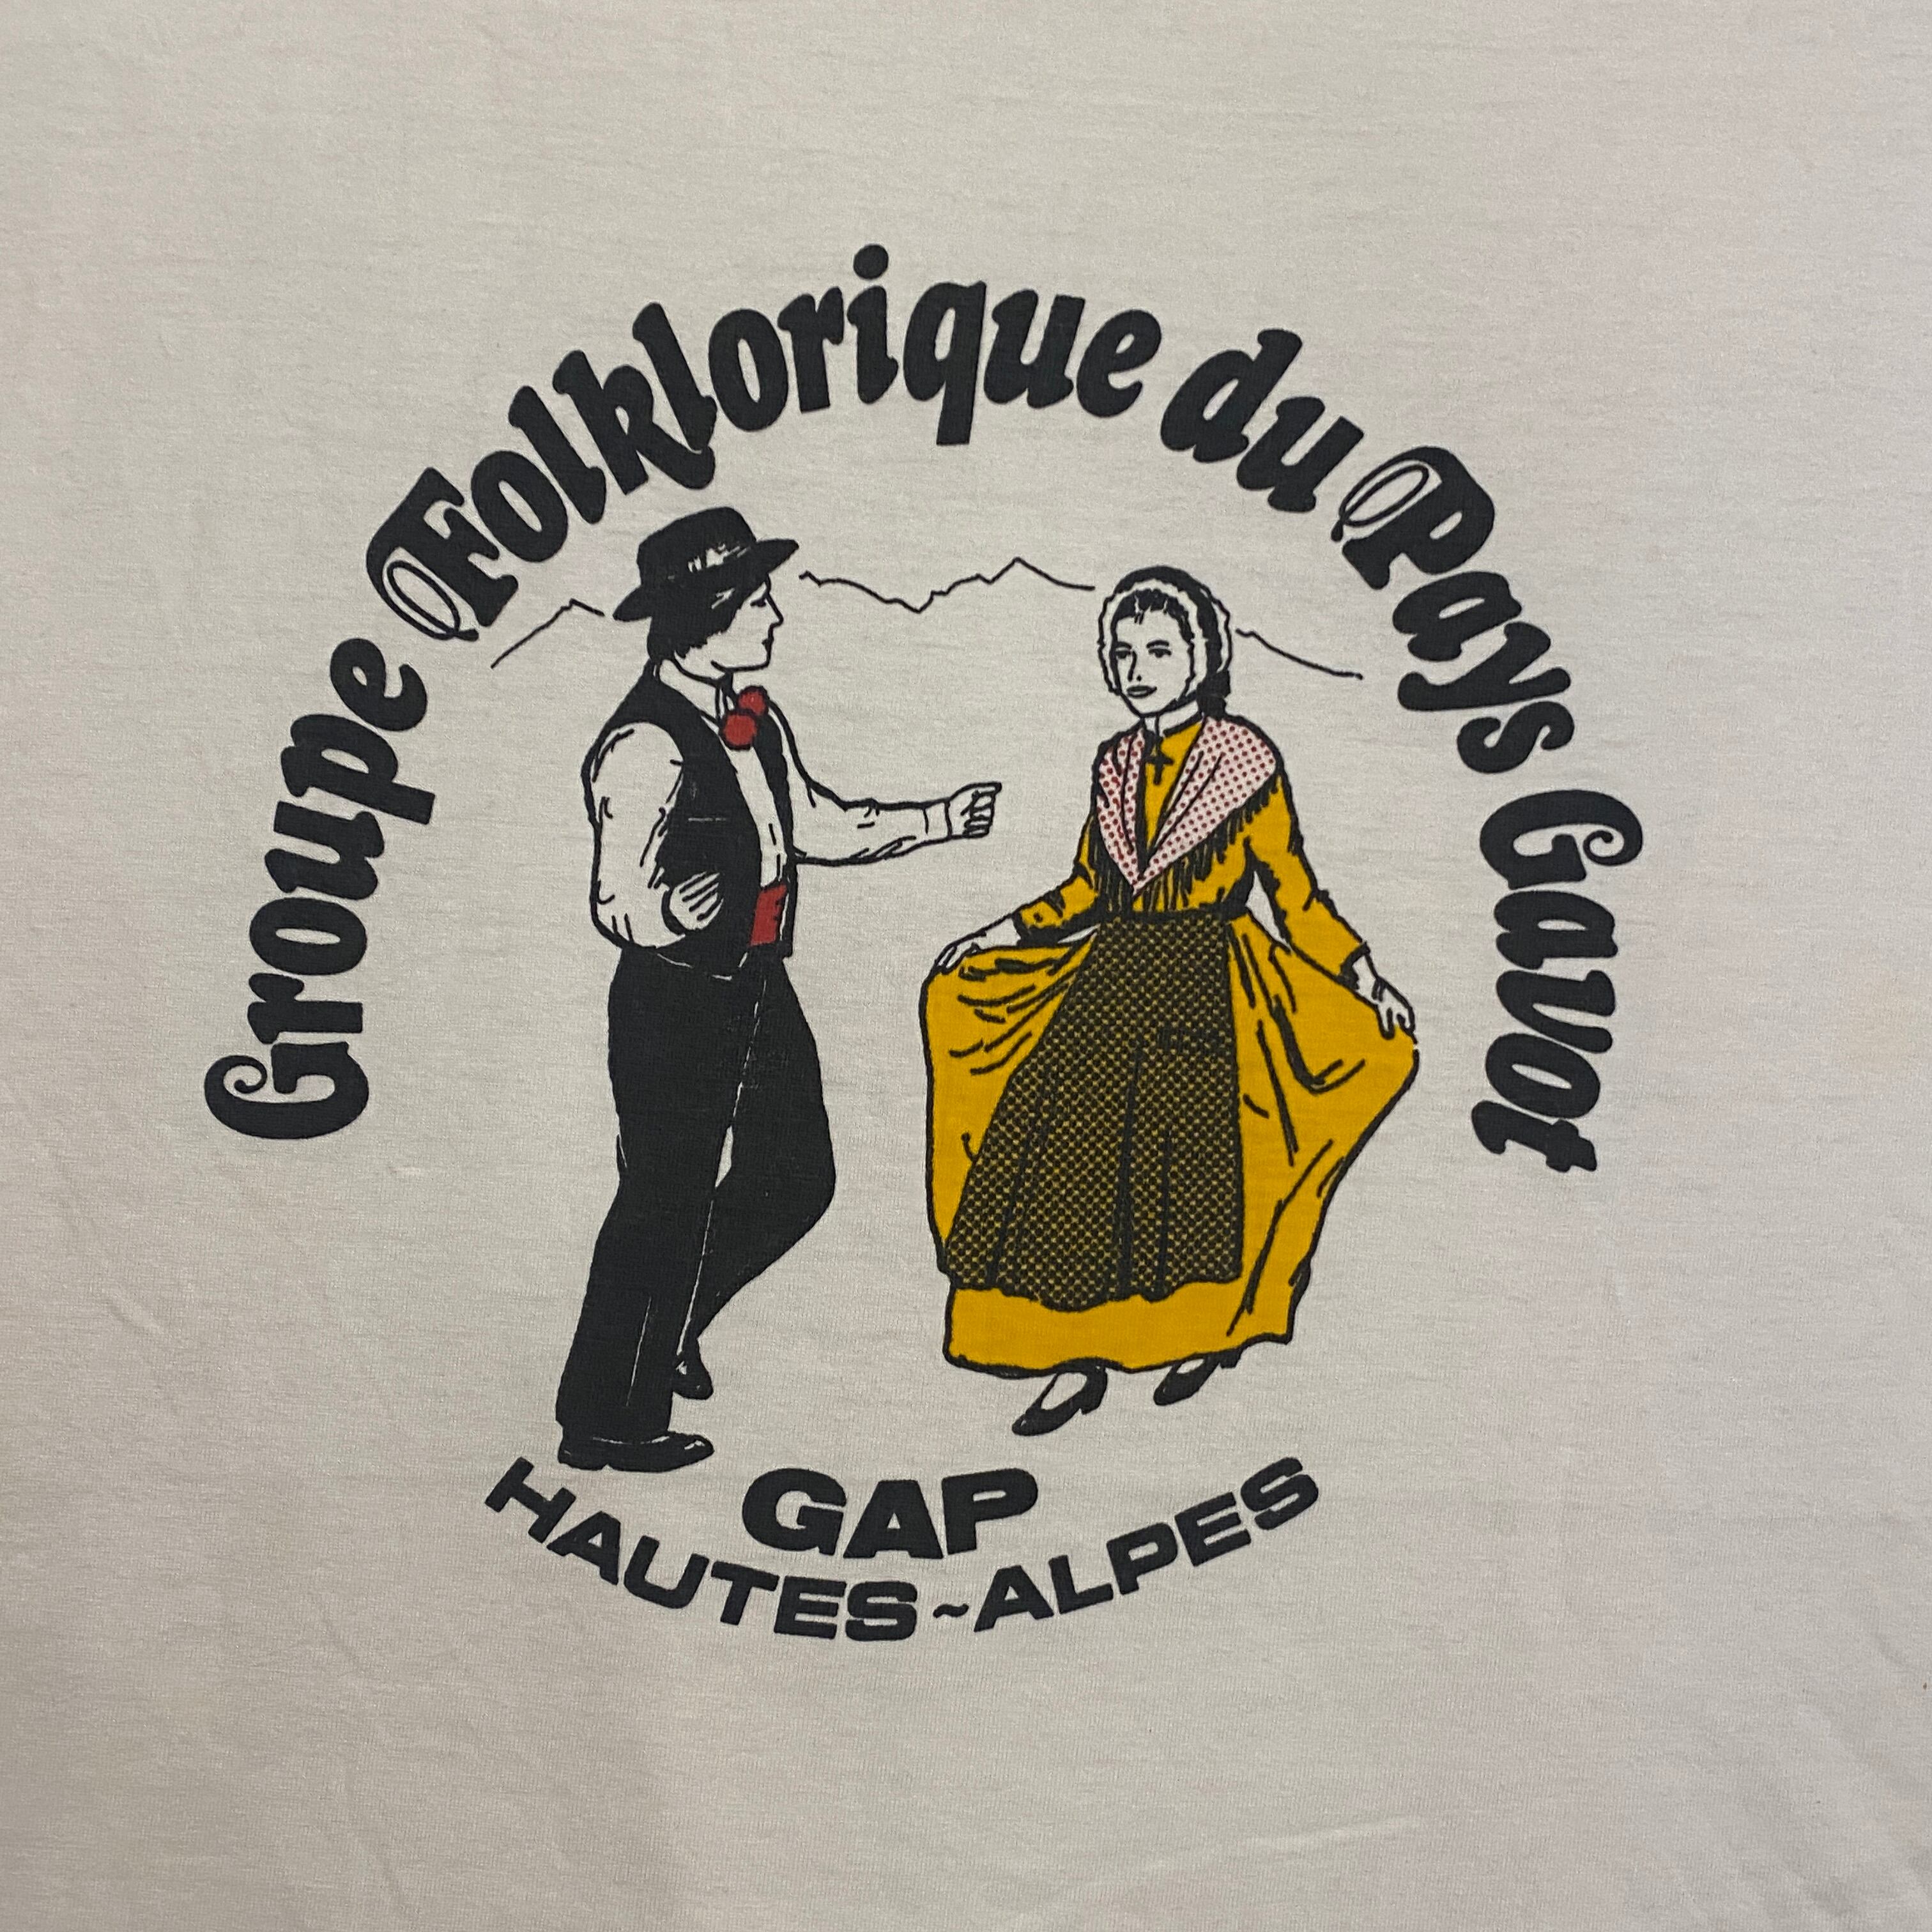 Groupe Folklorique du Pays Gavot
GAP
HAUTES~ALPES